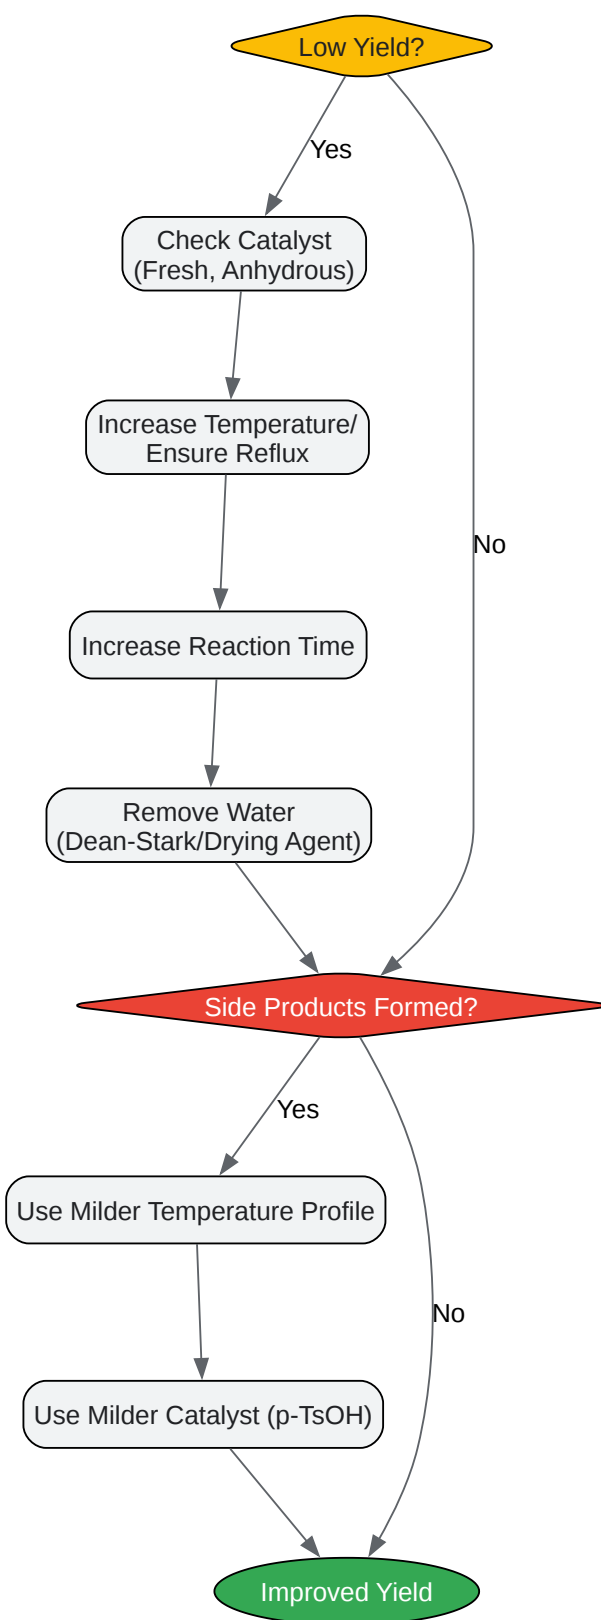 Low Yield?
Yes
Check Catalyst
(Fresh, Anhydrous)
Increase Temperature/
Ensure Reflux
No
Increase Reaction Time
Remove Water
(Dean-Stark/Drying Agent)
Side Products Formed?
Yes
Use Milder Temperature Profile
No
Use Milder Catalyst (p-TsOH)
Improved Yield